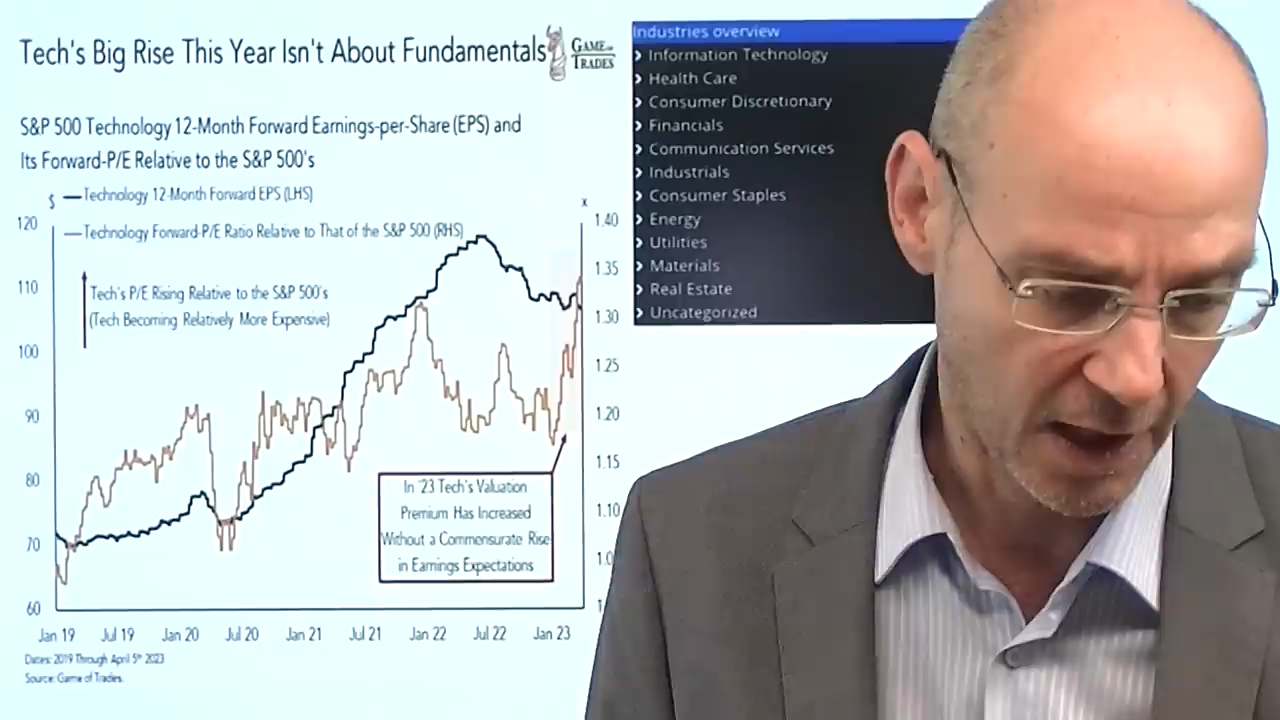 Tech's Big Rise This Year Isn't About Fundamentals
GAME OF
TRADES
S&P 500 Technology 12-Month Forward Earnings-per-Share (EPS) and
Its Forward-P/E Relative to the S&P 500's
$
Technology 12-Month Forward EPS (LHS)
x
Technology Forward-P/E Ratio Relative to That of the S&P 500 (RHS)
Tech's P/E Rising Relative to the S&P 500's
(Tech Becoming Relatively More Expensive)
120
110
100
90
80
70
60
1.40
1.35
1.30
1.25
1.20
1.15
1.10
1.0
1
In '23 Tech's Valuation
Premium Has Increased
Without a Commensurate Rise
in Earnings Expectations
Jan 19 Jul 19 Jan 20 Jul 20 Jan 21 Jul 21 Jan 22 Jul 22 Jan 23
Dates: 2019 Through April 5th 2023
Source: Game of Trades.
Industries overview
Information Technology
Health Care
Consumer Discretionary
Financials
Communication Services
Industrials
Consumer Staples
Energy
Utilities
Materials
Real Estate
Uncategorized